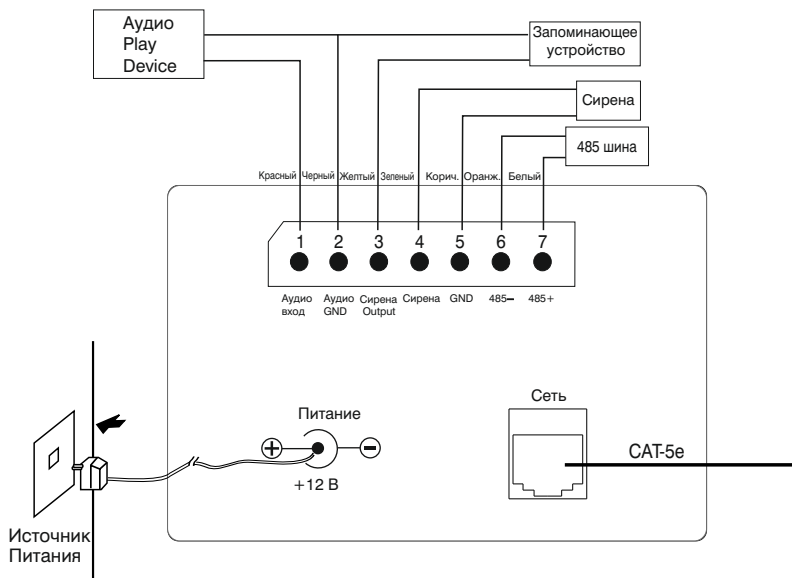 Аудио
Play
Device
Запоминающее
устройство
Сирена
485 шина
Красный Черный Желтый Зеленый Корич. Оранж. Белый
1 2 3 4 5 6 7
Аудио вход
Аудио GND
Сирена Output
Сирена
GND
485–
485+
Питание
+12 В
Сеть
CAT-5e
Источник
Питания